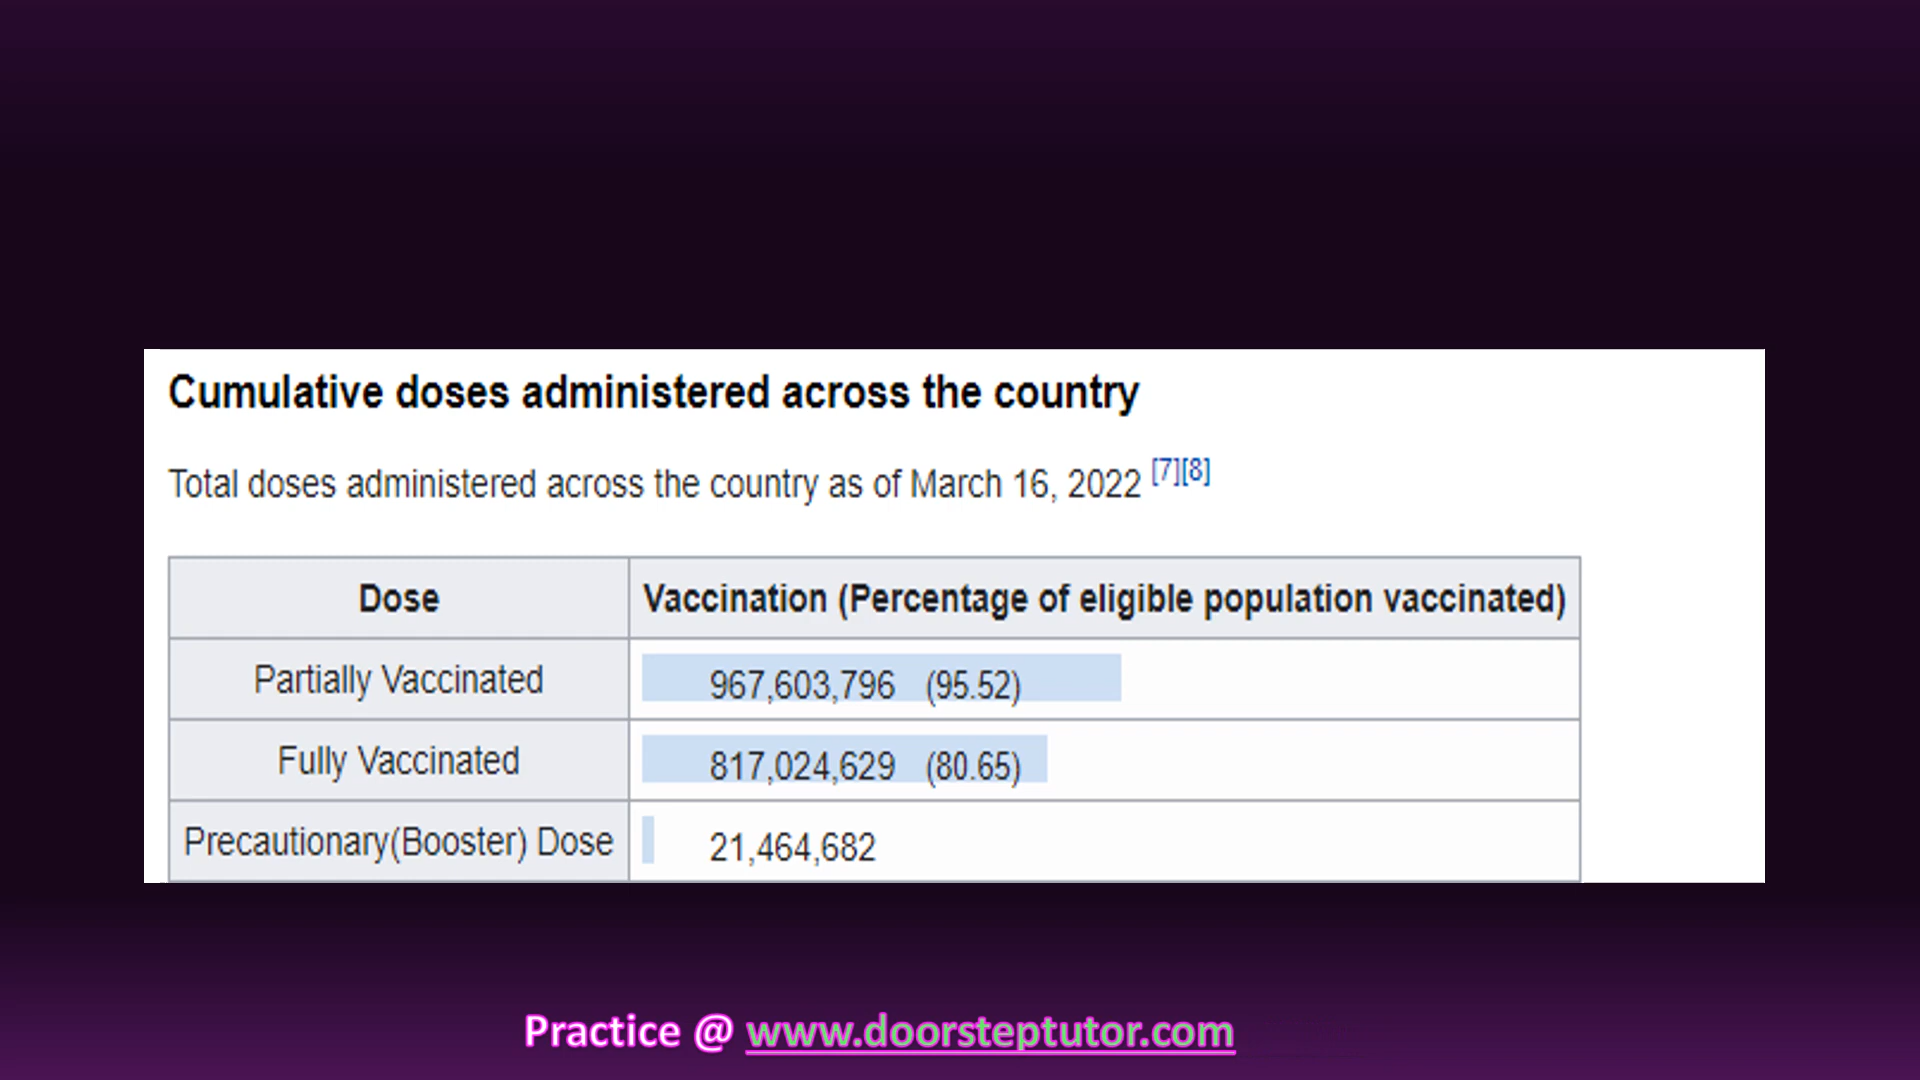 Cumulative doses administered across the country
Total doses administered across the country as of March 16, 2022 [7][8]
Dose Vaccination (Percentage of eligible population vaccinated)
Partially Vaccinated 967,603,796 (95.52)
Fully Vaccinated 817,024,629 (80.65)
Precautionary(Booster) Dose 21,464,682
Practice @ www.doorsteptutor.com